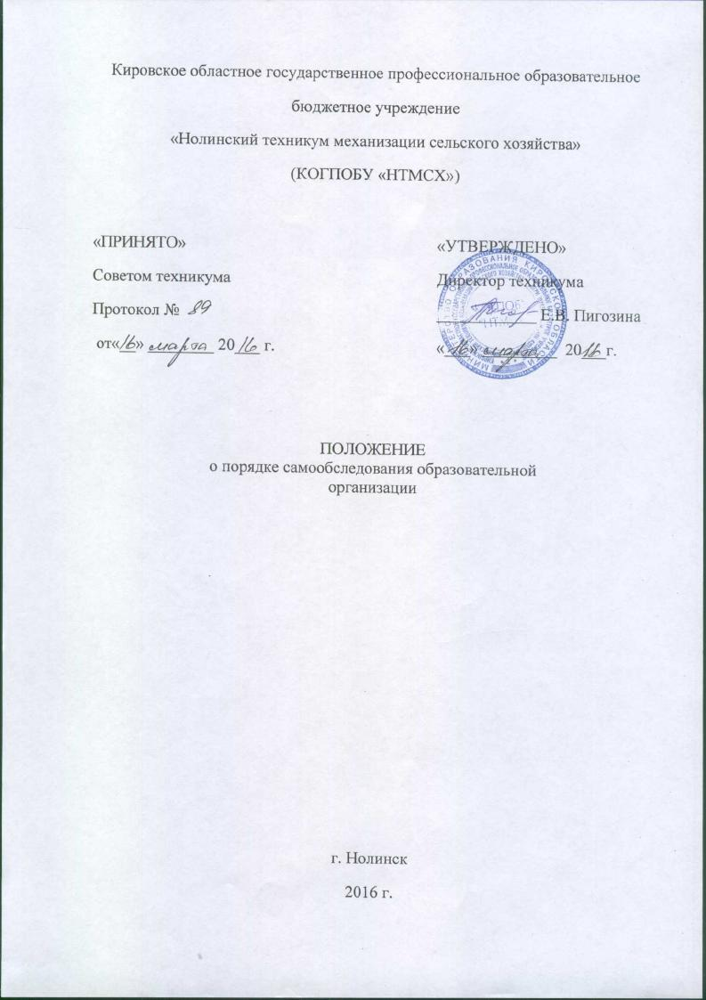 Кировское областное государственное профессиональное образовательное
бюджетное учреждение
«Нолинский техникум механизации сельского хозяйства»
(КОГПОБУ «НТМСХ»)
«ПРИНЯТО»
Советом техникума
Протокол № 89
от«16» марта 2016 г.
«УТВЕРЖДЕНО»
Директор техникума
Е.В. Пигозина
«16» марта 2016г.
ПОЛОЖЕНИЕ
о порядке самообследования образовательной
организации
г. Нолинск
2016 г.